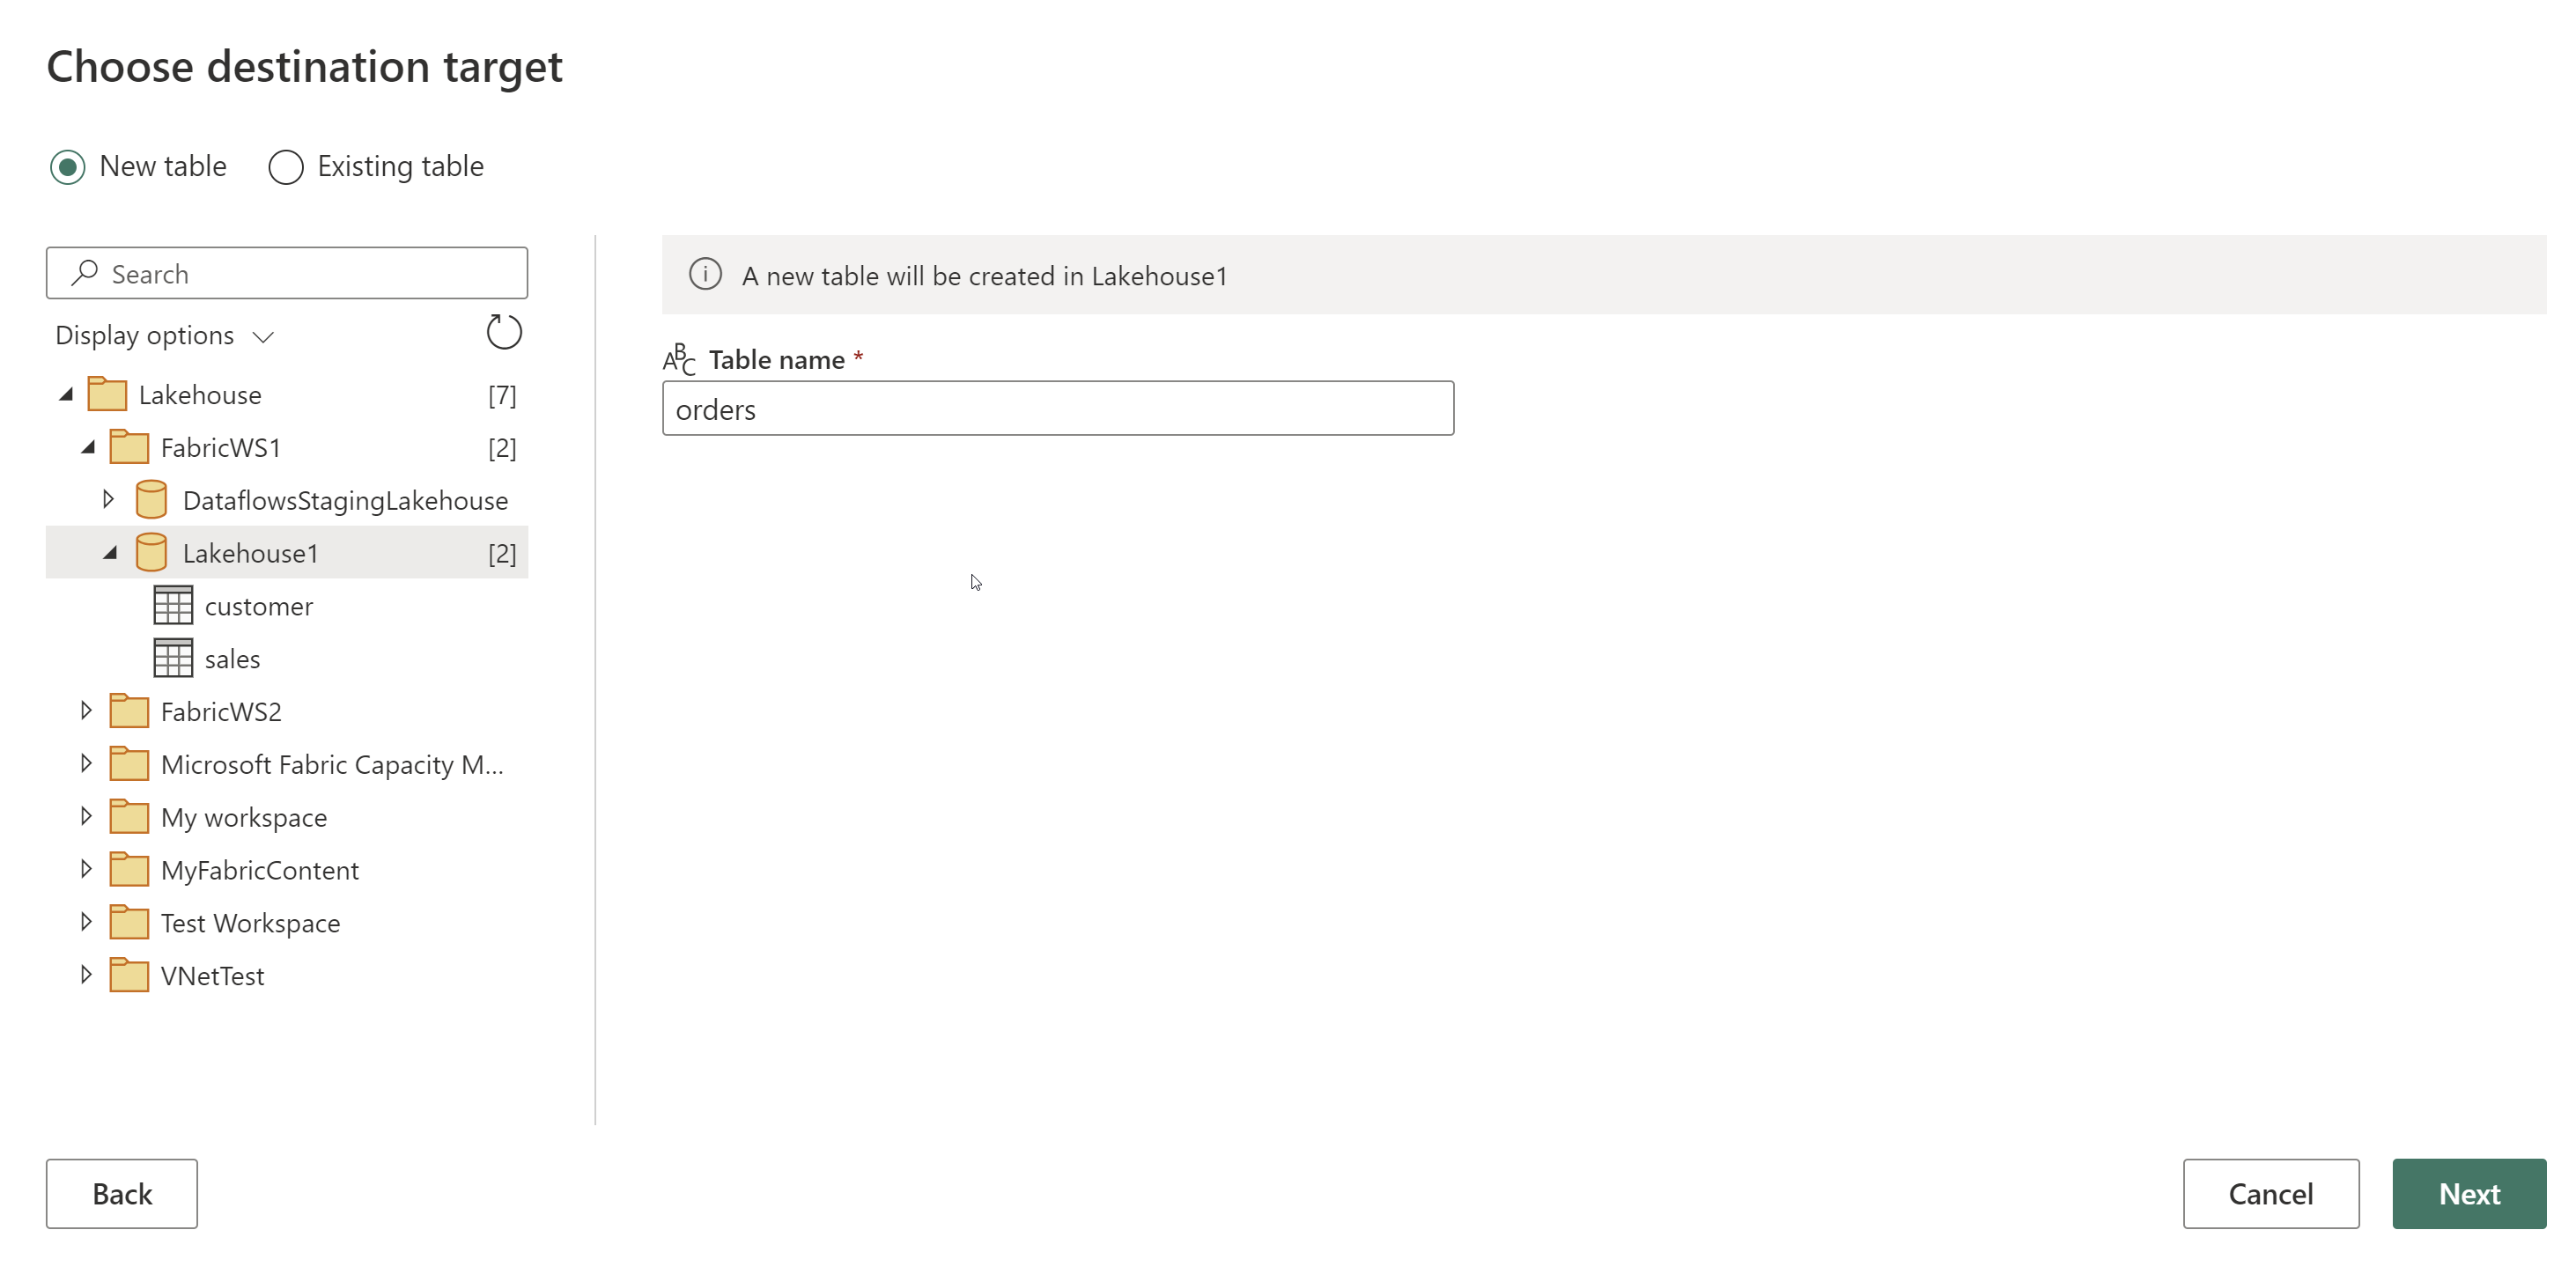 Choose destination target
New table Existing table
Search
Display options
Lakehouse [7]
FabricWS1 [2]
DataflowsStagingLakehouse
Lakehouse1 [2]
customer
sales
FabricWS2
Microsoft Fabric Capacity M...
My workspace
MyFabricContent
Test Workspace
VNetTest
A new table will be created in Lakehouse1
ABC Table name *
orders
Back Cancel Next